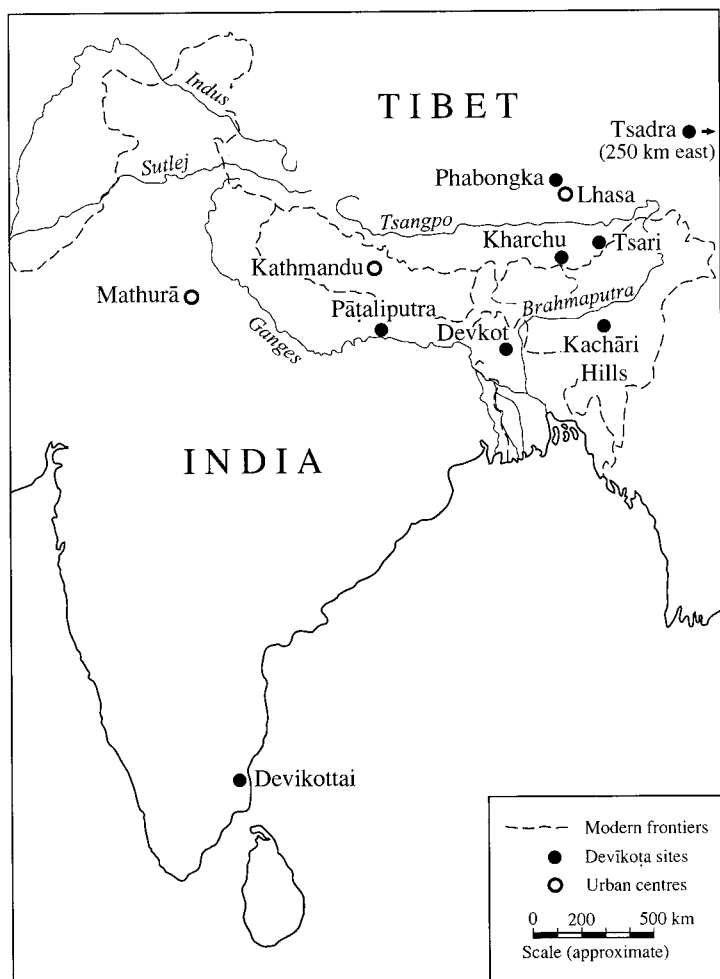 Indus
TIBET
Tsadra
(250 km east)
Sutlej
Phabongka
Lhasa
Tsangpo
Kharchu
Tsari
Kathmandu
Mathurā
Brahmaputra
Pāṭaliputra
Devkot
Ganges
Kachāri
Hills
INDIA
Devikottai
Modern frontiers
Devīkoṭa sites
Urban centres
0 200 500 km
Scale (approximate)